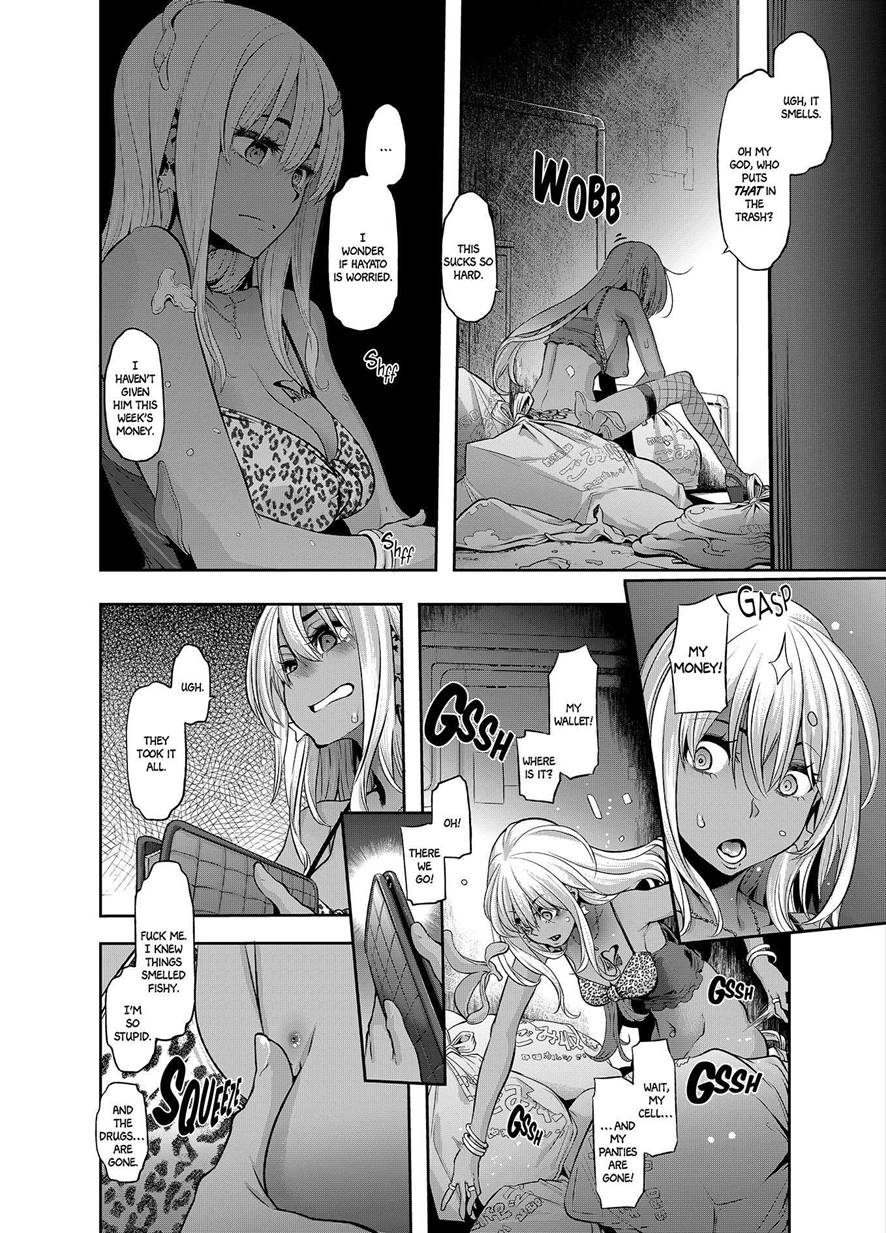 UGH, IT
SMELLS.
OH MY
GOD, WHO
PUTS
THAT IN
THE
TRASH?
WOBB
THIS
SUCKS SO
HARD.
...
I
WONDER
IF HAYATO
IS WORRIED.
Shff
I
HAVEN'T
GIVEN
HIM THIS
WEEK'S
MONEY.
Shff
GASP
MY
MONEY!
MY
WALLET!
WHERE
IS IT?
GSSH
GSSH
GSSH
GSSH
WAIT,
MY
CELL...
...AND
MY
PANTIES
ARE
GONE!
OH!
THERE
WE
GO!
UGH.
THEY
TOOK IT
ALL.
FUCK ME.
I KNEW
THINGS
SMELLED
FISHY.
I'M
SO
STUPID.
SQUEEZE
AND
THE
DRUGS...
ARE
GONE.